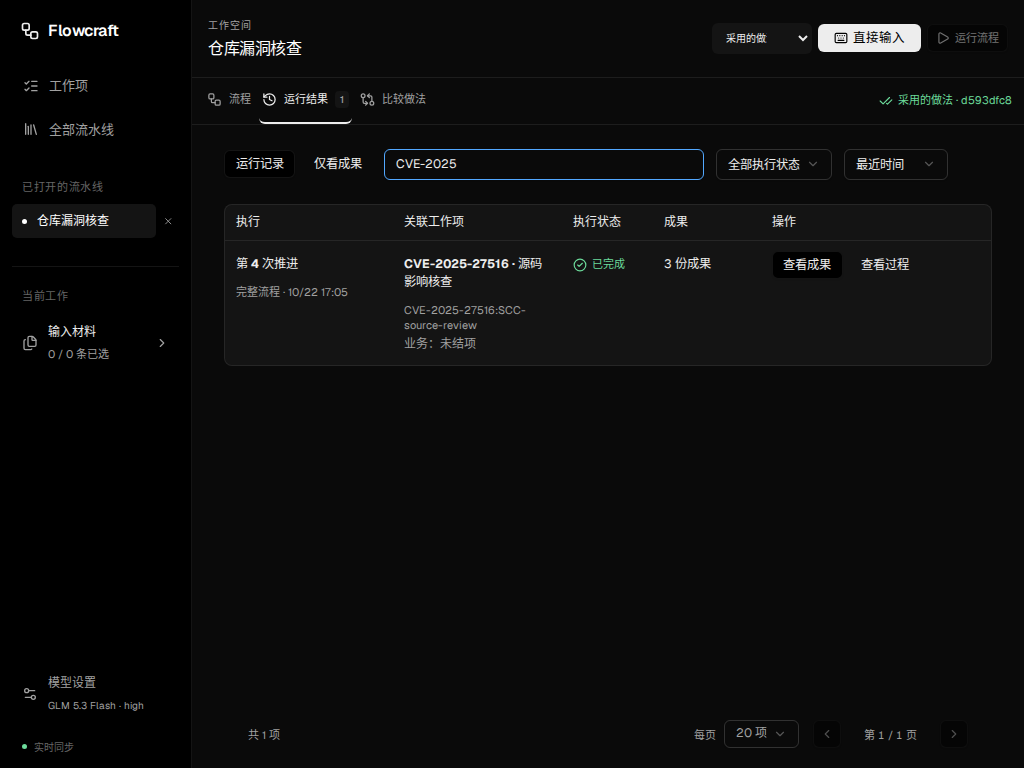 Flowcraft
工作项
全部流水线
已打开的流水线
仓库漏洞核查
当前工作
输入材料
0 / 0 条已选
模型设置
GLM 5.3 Flash · high
实时同步
工作空间
仓库漏洞核查
采用的做
直接输入
运行流程
流程
运行结果 1
比较做法
采用的做法 · d593dfc8
运行记录
仅看成果
CVE-2025
全部执行状态
最近时间
执行
关联工作项
执行状态
成果
操作
第 4 次推进
完整流程 · 10/22 17:05
CVE-2025-27516 · 源码
影响核查
CVE-2025-27516:SCC-
source-review
业务：未结项
已完成
3 份成果
查看成果
查看过程
共 1 项
每页
20 项
第 1 / 1 页